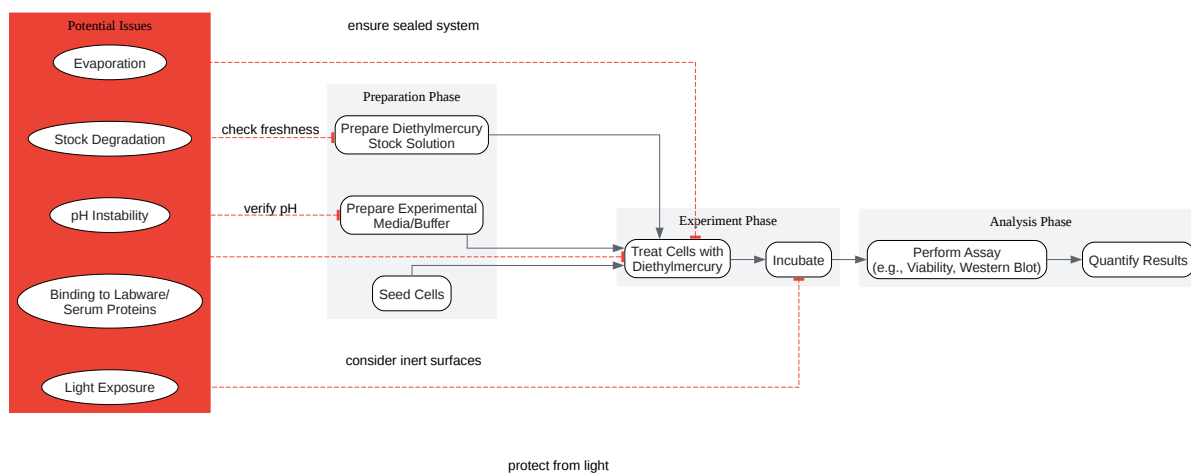 Potential Issues
ensure sealed system
Evaporation
Preparation Phase
Stock Degradation
check freshness
Prepare Diethylmercury
Stock Solution
pH Instability
verify pH
Prepare Experimental
Media/Buffer
Experiment Phase
Analysis Phase
Treat Cells with
Diethylmercury
Incubate
Perform Assay
(e.g., Viability, Western Blot)
Quantify Results
Binding to Labware/
Serum Proteins
Seed Cells
consider inert surfaces
Light Exposure
protect from light